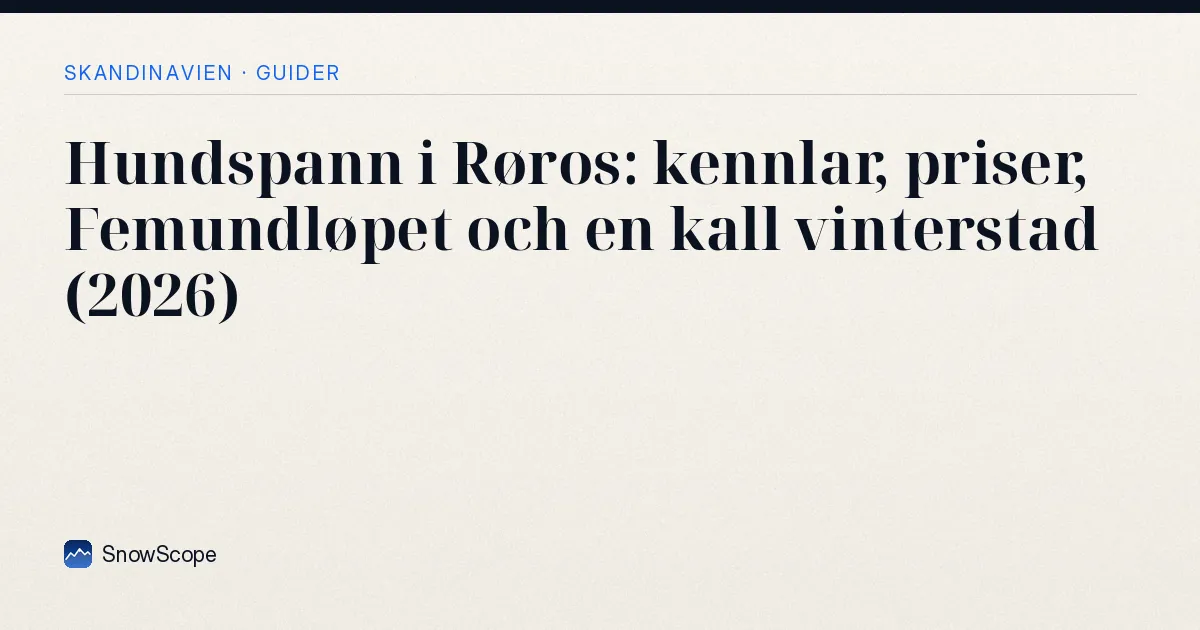 SKANDINAVIEN · GUIDER
Hundspann i Røros: kennlar, priser,
Femundløpet och en kall vinterstad
(2026)
SnowScope